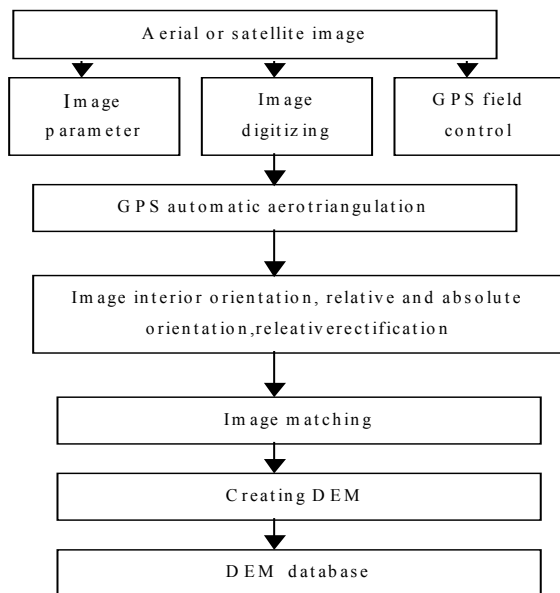 Aerial or satellite image
Image
parameter
Image
digitizing
GPS field
control
GPS automatic aerotriangulation
Image interior orientation, relative and absolute
orientation,releativerectification
Image matching
Creating DEM
DEM database